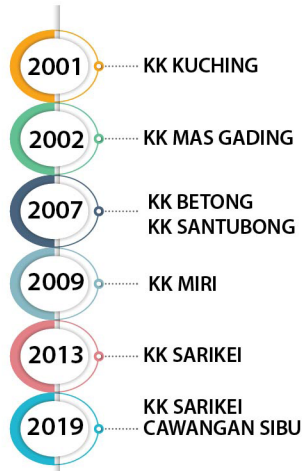 2001
KK KUCHING
2002
KK MAS GADING
2007
KK BETONG
KK SANTUBONG
2009
KK MIRI
2013
KK SARIKEI
2019
KK SARIKEI
CAWANGAN SIBU